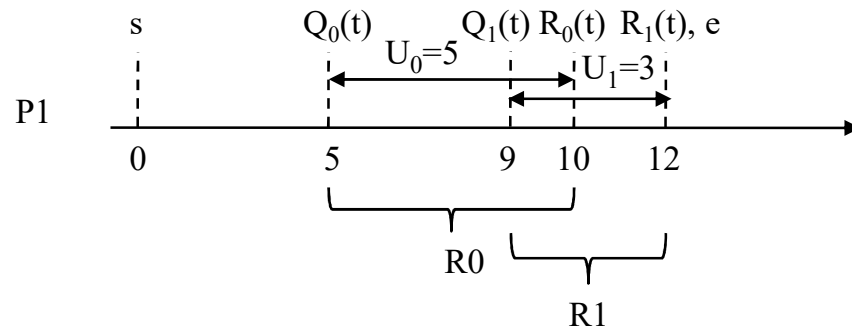 s Q₀(t) Q₁(t) R₀(t) R₁(t), e
U₀=5
U₁=3
P1
0 5 9 10 12
R0
R1